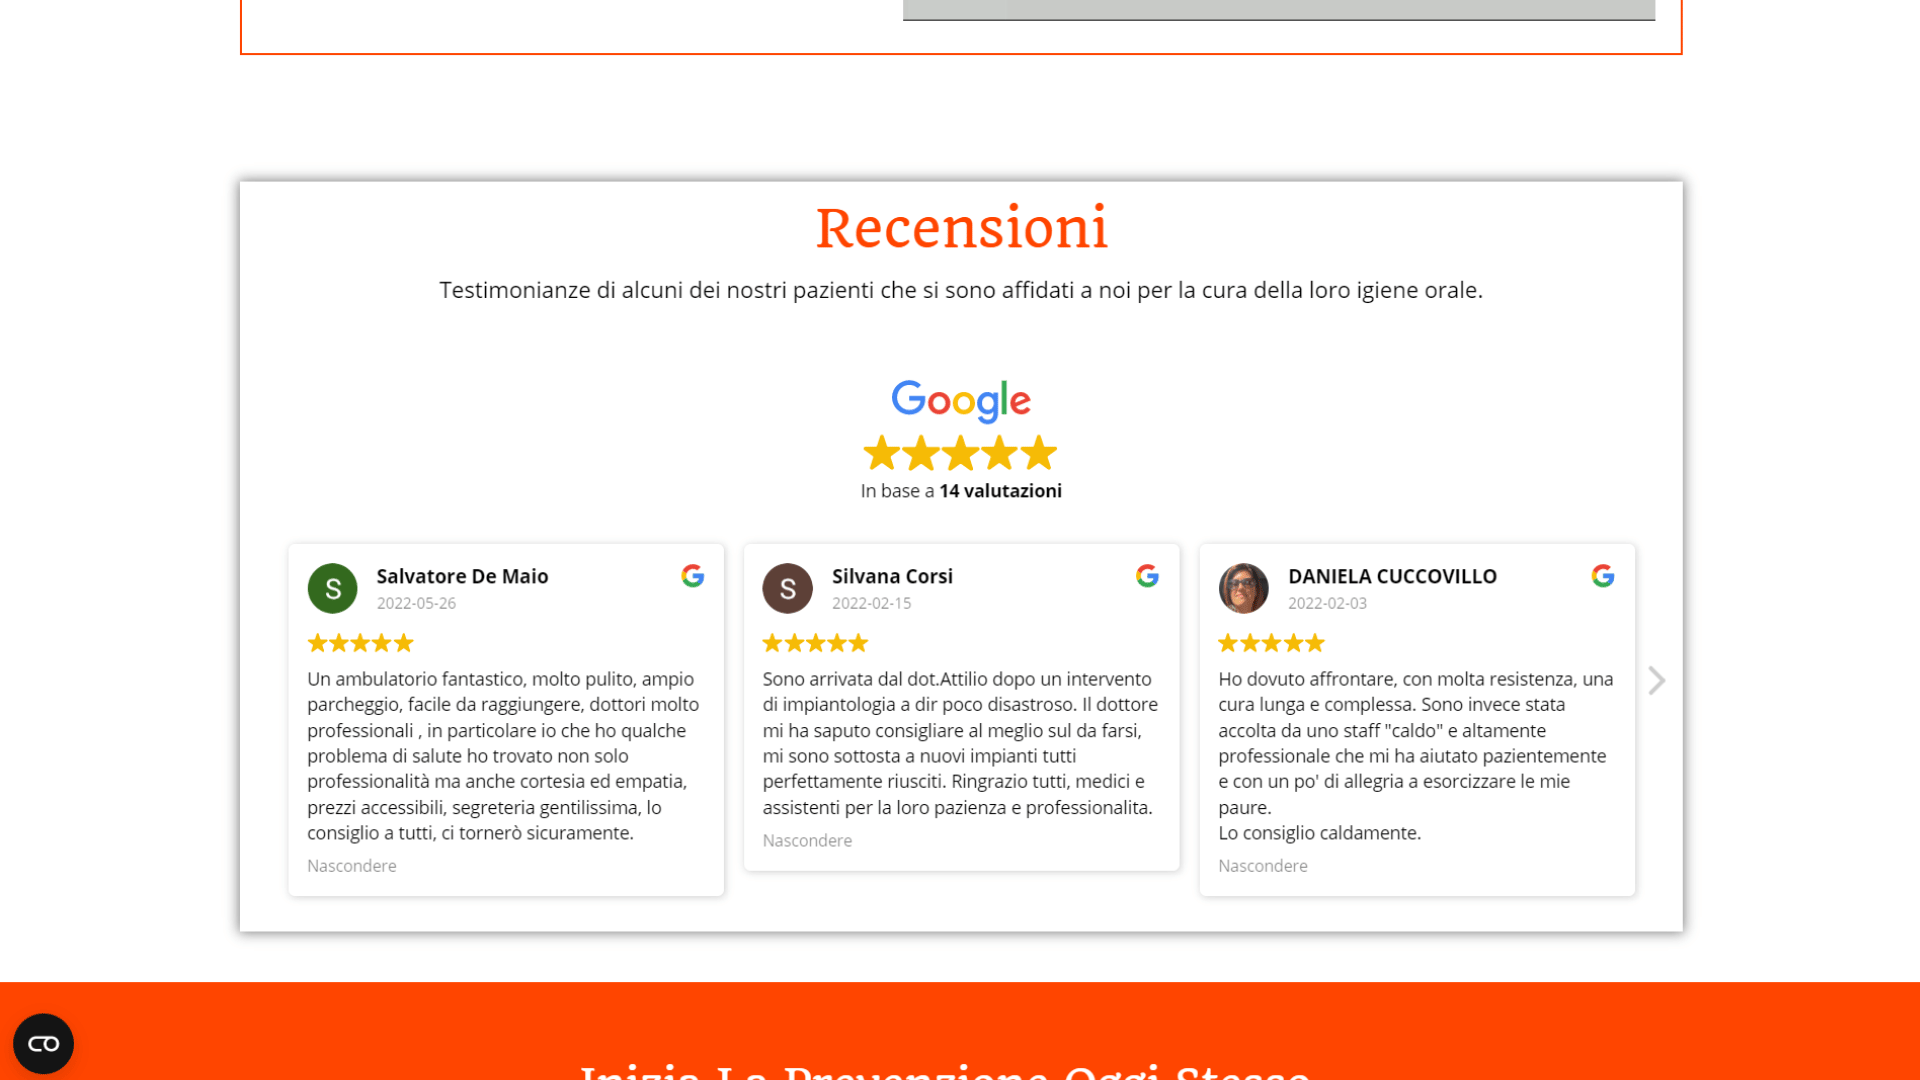 Recensioni
Testimonianze di alcuni dei nostri pazienti che si sono affidati a noi per la cura della loro igiene orale.
Google
In base a 14 valutazioni
S
Salvatore De Maio
2022-05-26
Un ambulatorio fantastico, molto pulito, ampio
parcheggio, facile da raggiungere, dottori molto
professionali , in particolare io che ho qualche
problema di salute ho trovato non solo
professionalità ma anche cortesia ed empatia,
prezzi accessibili, segreteria gentilissima, lo
consiglio a tutti, ci tornerò sicuramente.
Nascondere
S
Silvana Corsi
2022-02-15
Sono arrivata dal dot.Attilio dopo un intervento
di impiantologia a dir poco disastroso. Il dottore
mi ha saputo consigliare al meglio sul da farsi,
mi sono sottosta a nuovi impianti tutti
perfettamente riusciti. Ringrazio tutti, medici e
assistenti per la loro pazienza e professionalita.
Nascondere
DANIELA CUCCOVILLO
2022-02-03
Ho dovuto affrontare, con molta resistenza, una
cura lunga e complessa. Sono invece stata
accolta da uno staff "caldo" e altamente
professionale che mi ha aiutato pazientemente
e con un po' di allegria a esorcizzare le mie
paure.
Lo consiglio caldamente.
Nascondere
Inizia La Prevenzione Oggi Stesso